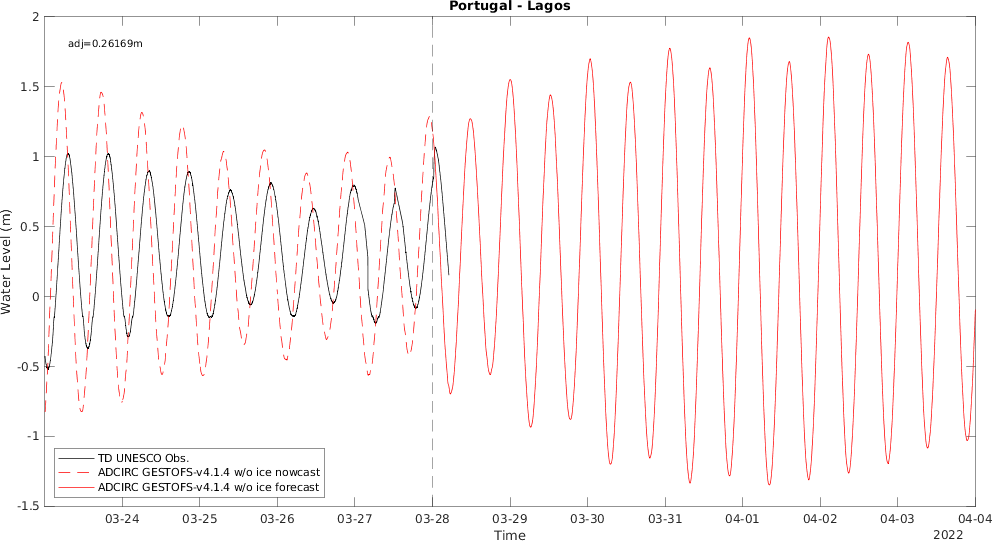 Portugal - Lagos
adj=0.26169m
2
1.5
1
0.5
0
-0.5
-1
-1.5
Water Level (m)
TD UNESCO Obs.
ADCIRC GESTOFS-v4.1.4 w/o ice nowcast
ADCIRC GESTOFS-v4.1.4 w/o ice forecast
03-24 03-25 03-26 03-27 03-28 03-29 03-30 03-31 04-01 04-02 04-03 04-04
Time
2022